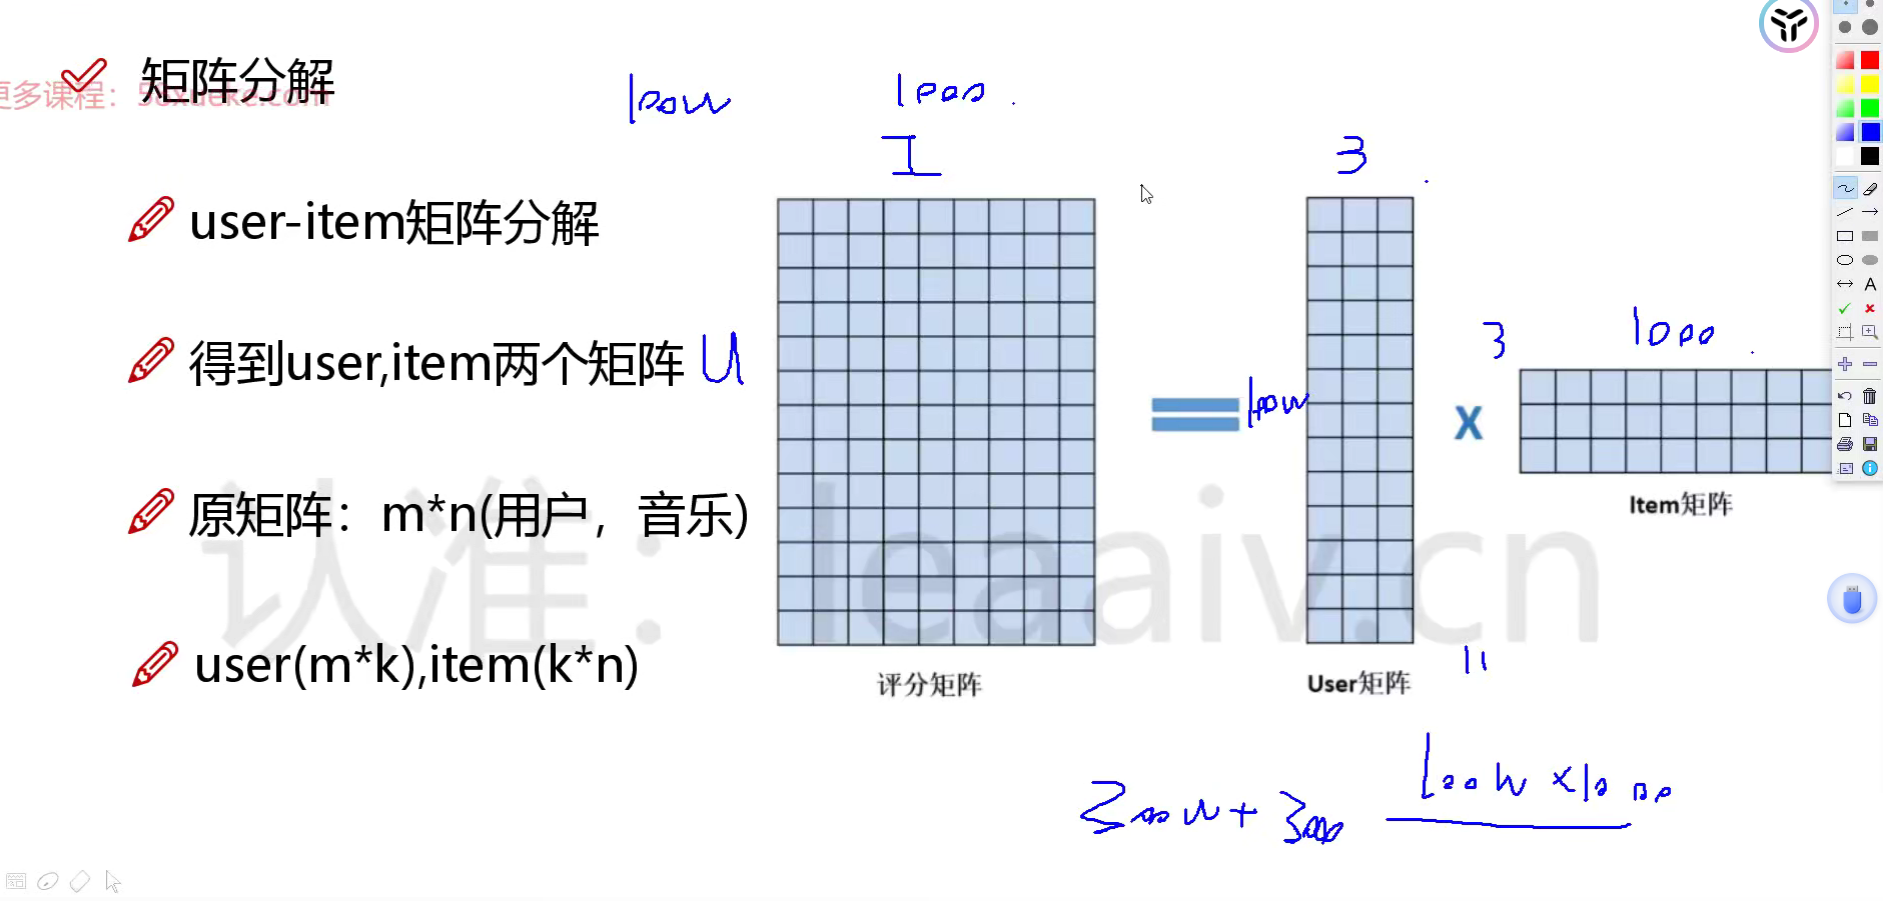 矩阵分解
更多课程：58xueke.com
100W
1000
I
3
user-item矩阵分解
得到user,item两个矩阵
U
3
1000
100W
X
Item矩阵
原矩阵：m*n(用户，音乐)
认准：leaaiv.cn
user(m*k),item(k*n)
评分矩阵
User矩阵
300W+3000
100W×1000